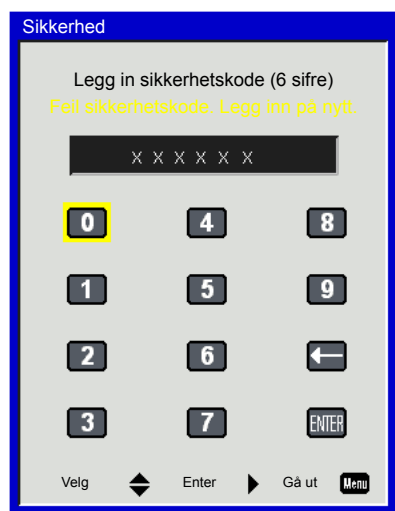 Sikkerhed
Legg in sikkerhetskode (6 sifre)
Feil sikkerhetskode. Legg inn på nytt.
X X X X X X
0 4 8
1 5 9
2 6
3 7 ENTER
Velg Enter Gå ut Menu